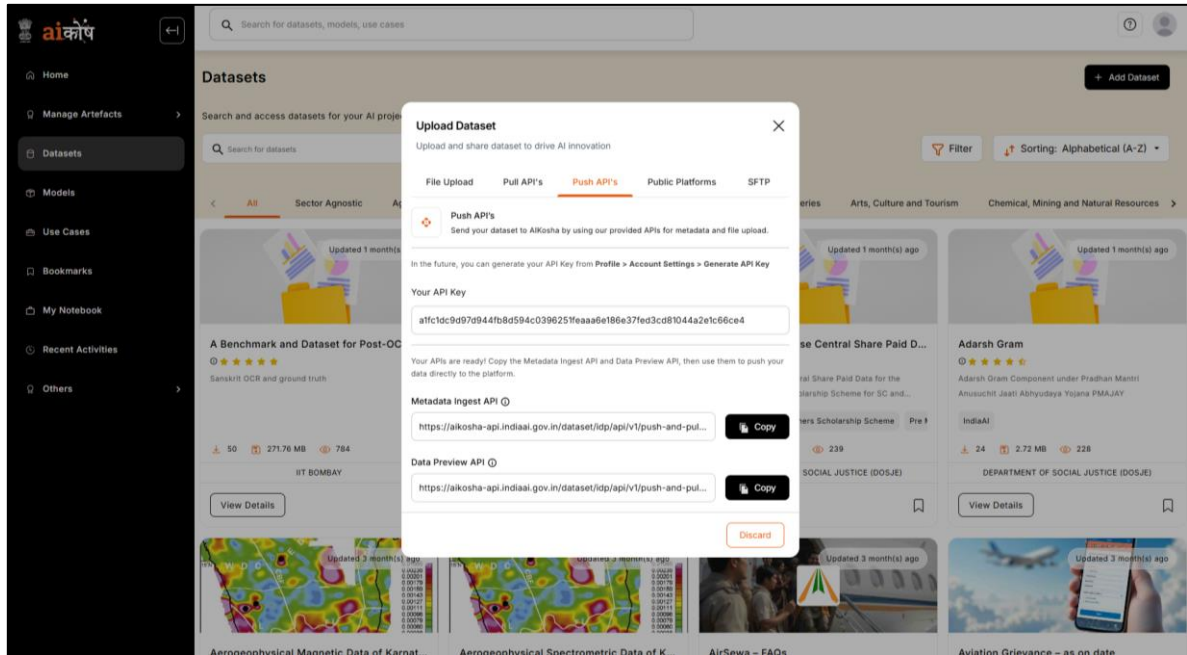 aiकोष
Search for datasets, models, use cases
Home
Manage Artefacts
Datasets
Models
Use Cases
Bookmarks
My Notebook
Recent Activities
Others
Datasets
+ Add Dataset
Search and access datasets for your AI proje
Search for datasets
Filter
Sorting: Alphabetical (A-Z)
All
Sector Agnostic
Arts, Culture and Tourism
Chemical, Mining and Natural Resources
Upload Dataset
Upload and share dataset to drive AI innovation
File Upload
Pull API's
Push API's
Public Platforms
SFTP
Push API's
Send your dataset to AIKosha by using our provided APIs for metadata and file upload.
In the future, you can generate your API Key from Profile > Account Settings > Generate API Key
Your API Key
a1fc1dc9d97d944fb8d594c0396251feaaa6e186e37fed3cd81044a2e1c66ce4
Your APIs are ready! Copy the Metadata Ingest API and Data Preview API, then use them to push your
data directly to the platform.
Metadata Ingest API
https://aikosha-api.indiaai.gov.in/dataset/idp/api/v1/push-and-pul...
Copy
Data Preview API
https://aikosha-api.indiaai.gov.in/dataset/idp/api/v1/push-and-pul...
Copy
Discard
Updated 1 month(s)
A Benchmark and Dataset for Post-OC
Sanskrit OCR and ground truth
50 271.76 MB 784
IIT BOMBAY
View Details
Updated 1 month(s) ago
se Central Share Paid D...
ral Share Paid Data for the
olarship Scheme for SC and...
ners Scholarship Scheme
239
SOCIAL JUSTICE (DOSJE)
Updated 1 month(s) ago
Adarsh Gram
Adarsh Gram Component under Pradhan Mantri
Anusuchit Jaati Abhyudaya Yojana PMAJAY
IndiaAI
24 2.72 MB 228
DEPARTMENT OF SOCIAL JUSTICE (DOSJE)
View Details
Updated 3 month(s) ago
Aerogeophysical Magnetic Data of Karnat...
Updated 3 month(s) ago
Aerogeophysical Spectrometric Data of K...
Updated 3 month(s) ago
AirSewa – FAQs
Updated 3 month(s) ago
Aviation Grievance – as on date